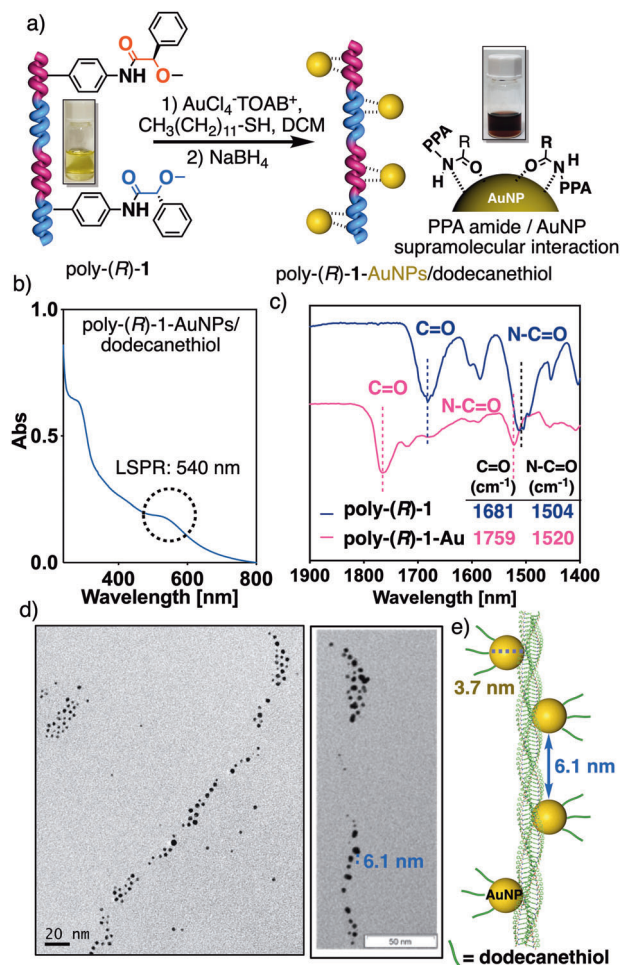 a)
O
NH
O
1) AuCl4-TOAB+,
CH3(CH2)11-SH, DCM
2) NaBH4
O
NH
O
poly-(R)-1
PPA
R
N
H
O
R
O
N
H
PPA
AuNP
PPA amide / AuNP
supramolecular interaction
poly-(R)-1-AuNPs/dodecanethiol
b)
1.0
poly-(R)-1-AuNPs/
dodecanethiol
Abs
0.5
LSPR: 540 nm
0.0
400 600 800
Wavelength [nm]
c)
C=O
N-C=O
C=O
N-C=O
C=O N-C=O
(cm-1) (cm-1)
poly-(R)-1 1681 1504
poly-(R)-1-Au 1759 1520
1900 1800 1700 1600 1500 1400
Wavelength [nm]
d)
20 nm
6.1 nm
50 nm
e)
3.7 nm
6.1 nm
AuNP
= dodecanethiol